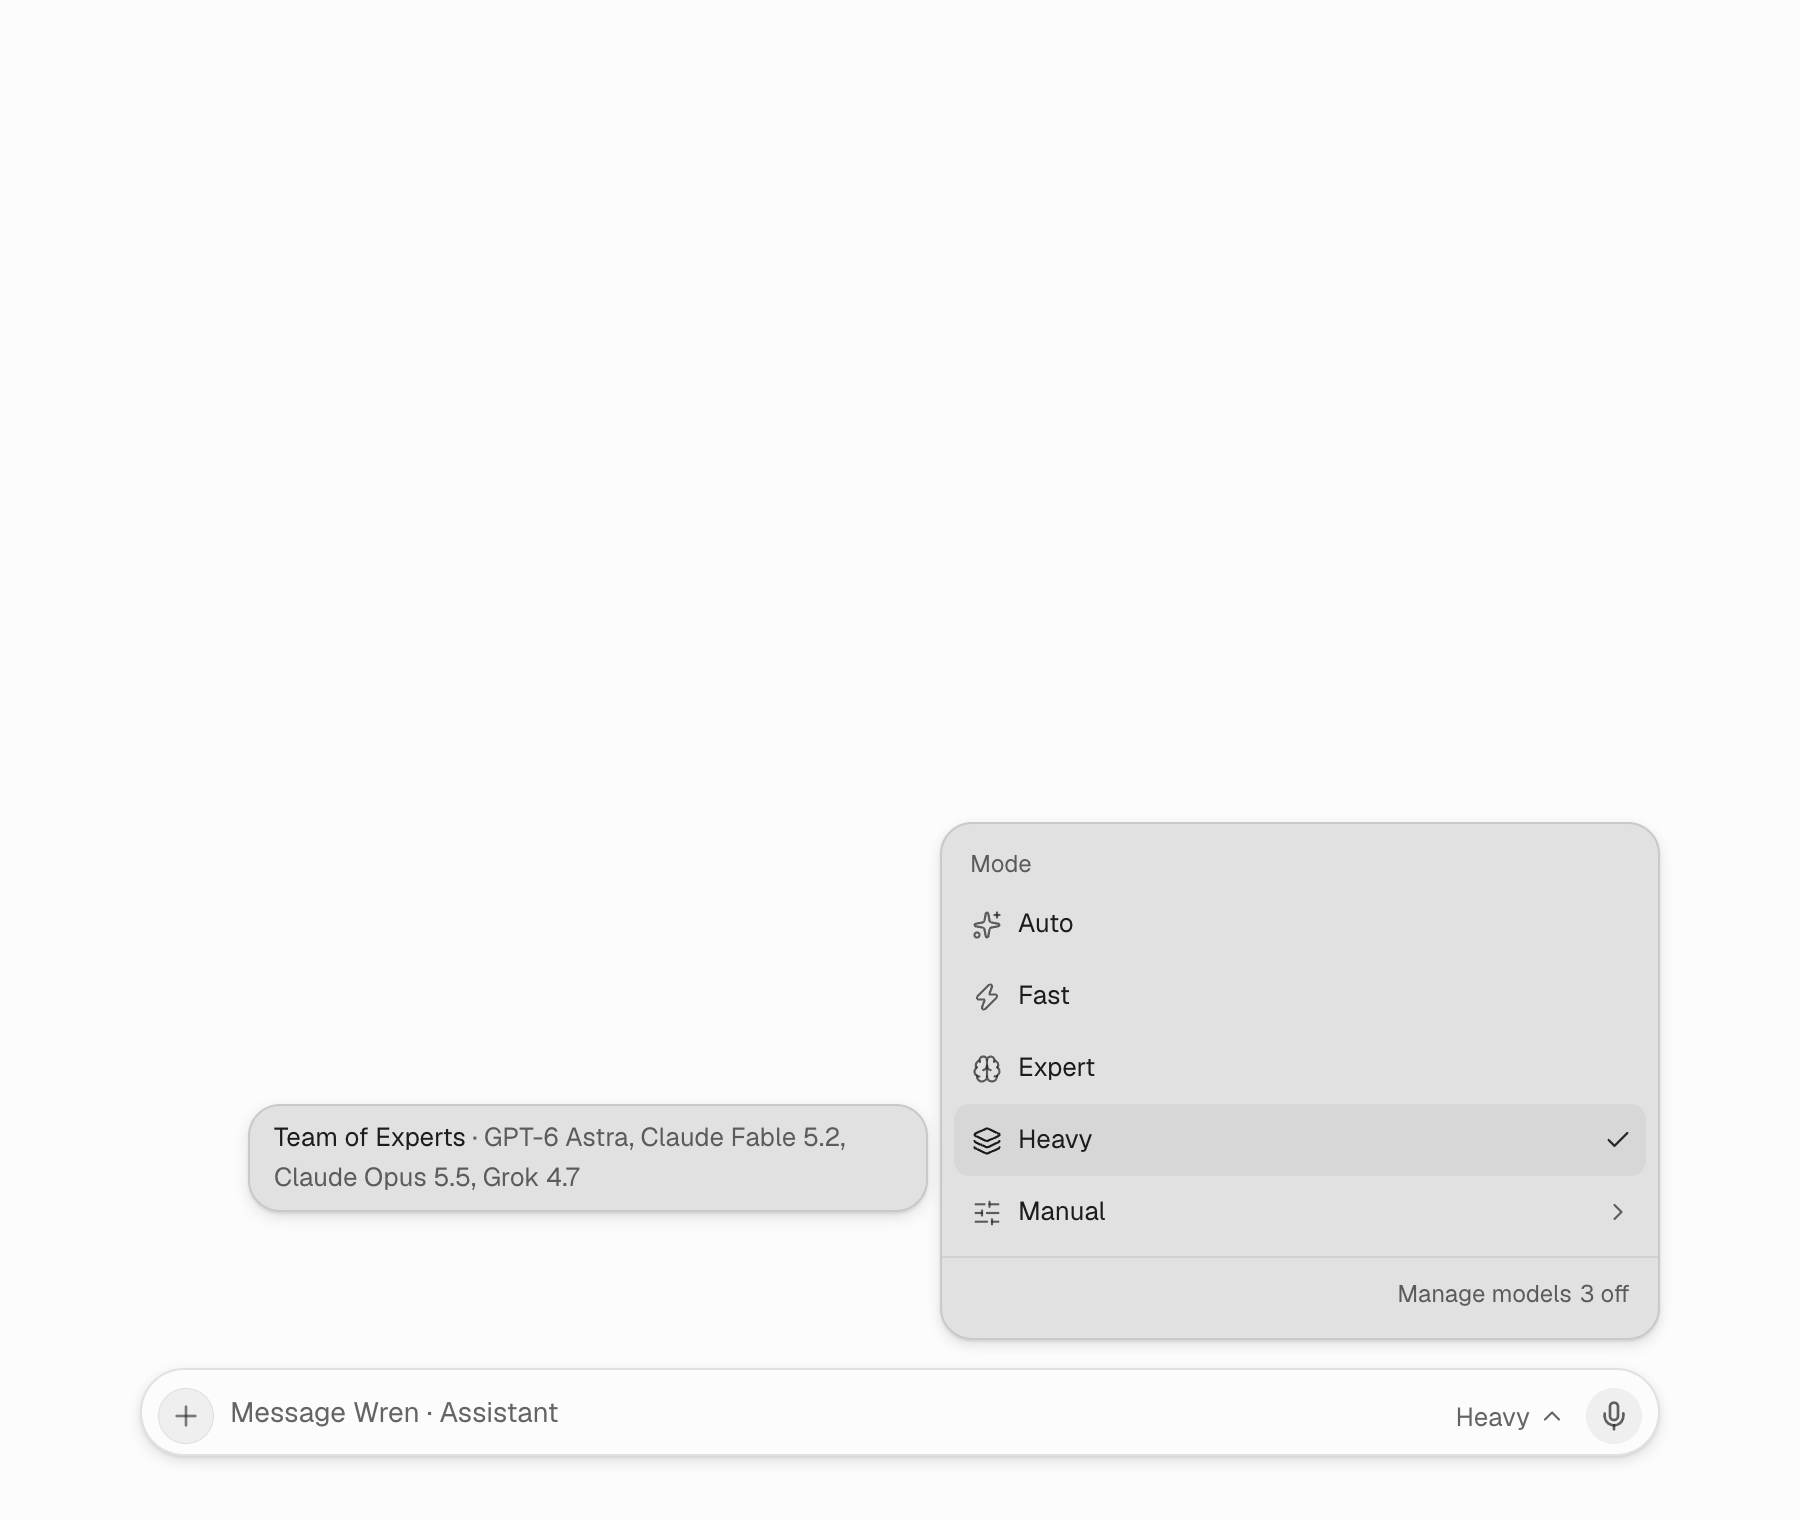 Mode
Auto
Fast
Expert
Team of Experts · GPT-6 Astra, Claude Fable 5.2,
Claude Opus 5.5, Grok 4.7
Heavy
Manual
Manage models 3 off
Message Wren · Assistant
Heavy